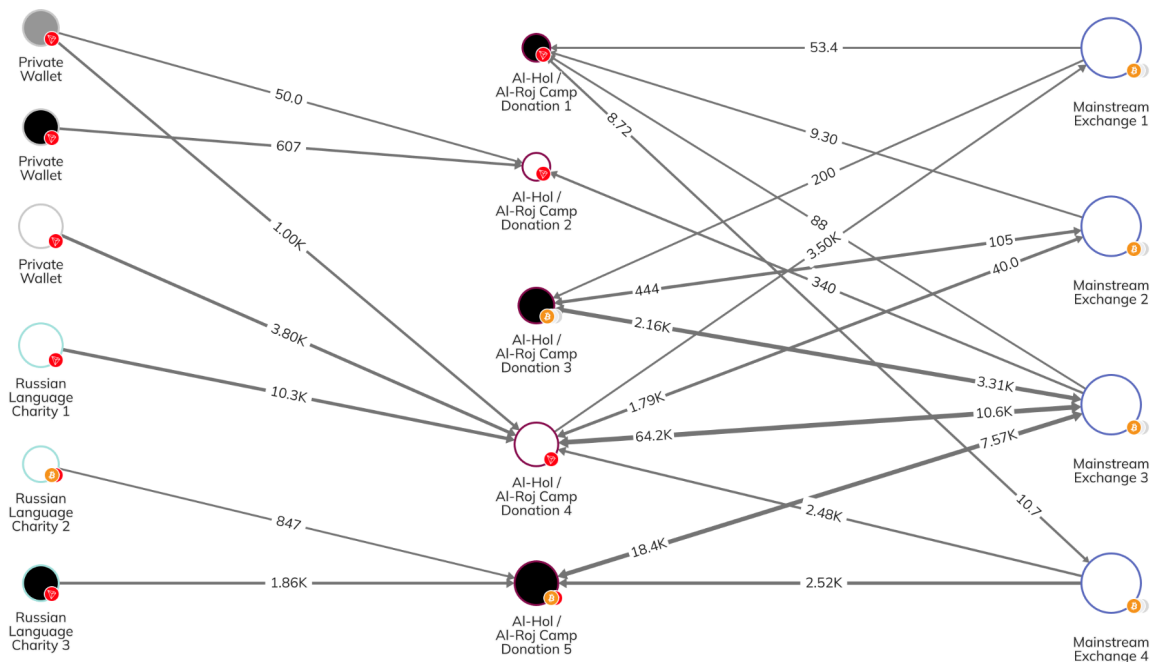 Private
Wallet
Private
Wallet
Private
Wallet
Russian
Language
Charity 1
Russian
Language
Charity 2
Russian
Language
Charity 3
50.0
607
1.00K
3.80K
10.3K
847
1.86K
Al-Hol /
Al-Roj Camp
Donation 1
Al-Hol /
Al-Roj Camp
Donation 2
Al-Hol /
Al-Roj Camp
Donation 3
Al-Hol /
Al-Roj Camp
Donation 4
Al-Hol /
Al-Roj Camp
Donation 5
53.4
8.72
9.30
200
88
3.50K
105
40.0
340
444
2.16K
3.31K
1.79K
10.6K
64.2K
7.57K
10.7
2.48K
18.4K
2.52K
Mainstream
Exchange 1
Mainstream
Exchange 2
Mainstream
Exchange 3
Mainstream
Exchange 4